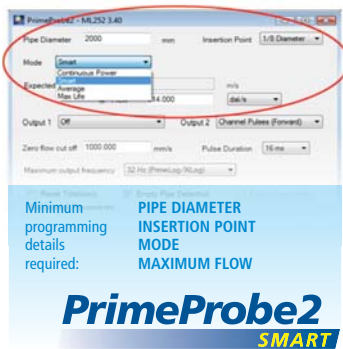 PrimeProbe2 - ML252 3.40
Pipe Diameter 2000 mm Insertion Point 1/8 Diameter
Mode Smart
Continuous Power
Smart
Average
Max Life
Expected m/s
14.000 dal/s
Output 1 Off Output 2 Channel Pulses (Forward)
Zero flow cut off 1000.000 mm/s Pulse Duration 16 ms
Maximum output frequency 32 Hz (PrimeLog/XiLog)
Reset Totalisers Empty Pipe Detection
Minimum PIPE DIAMETER
programming INSERTION POINT
details MODE
required: MAXIMUM FLOW
PrimeProbe2
SMART